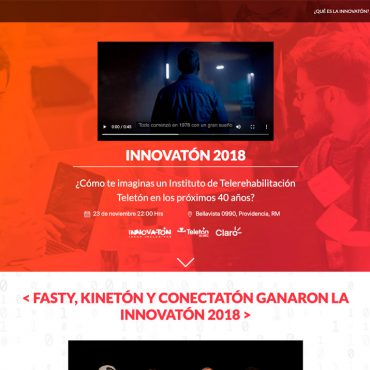 ¿QUÉ ES LA INNOVATÓN?
Todo comenzó en 1978 con un gran sueño
0:00 / 0:45
INNOVATÓN 2018
¿Cómo te imaginas un Instituto de Telerehabilitación
Teletón en los próximos 40 años?
23 de noviembre 22:00 Hrs
Bellavista 0990, Providencia, RM
INNOVATÓN
Teletón
Claro
< FASTY, KINETÓN Y CONECTATÓN GANARON LA
INNOVATÓN 2018 >